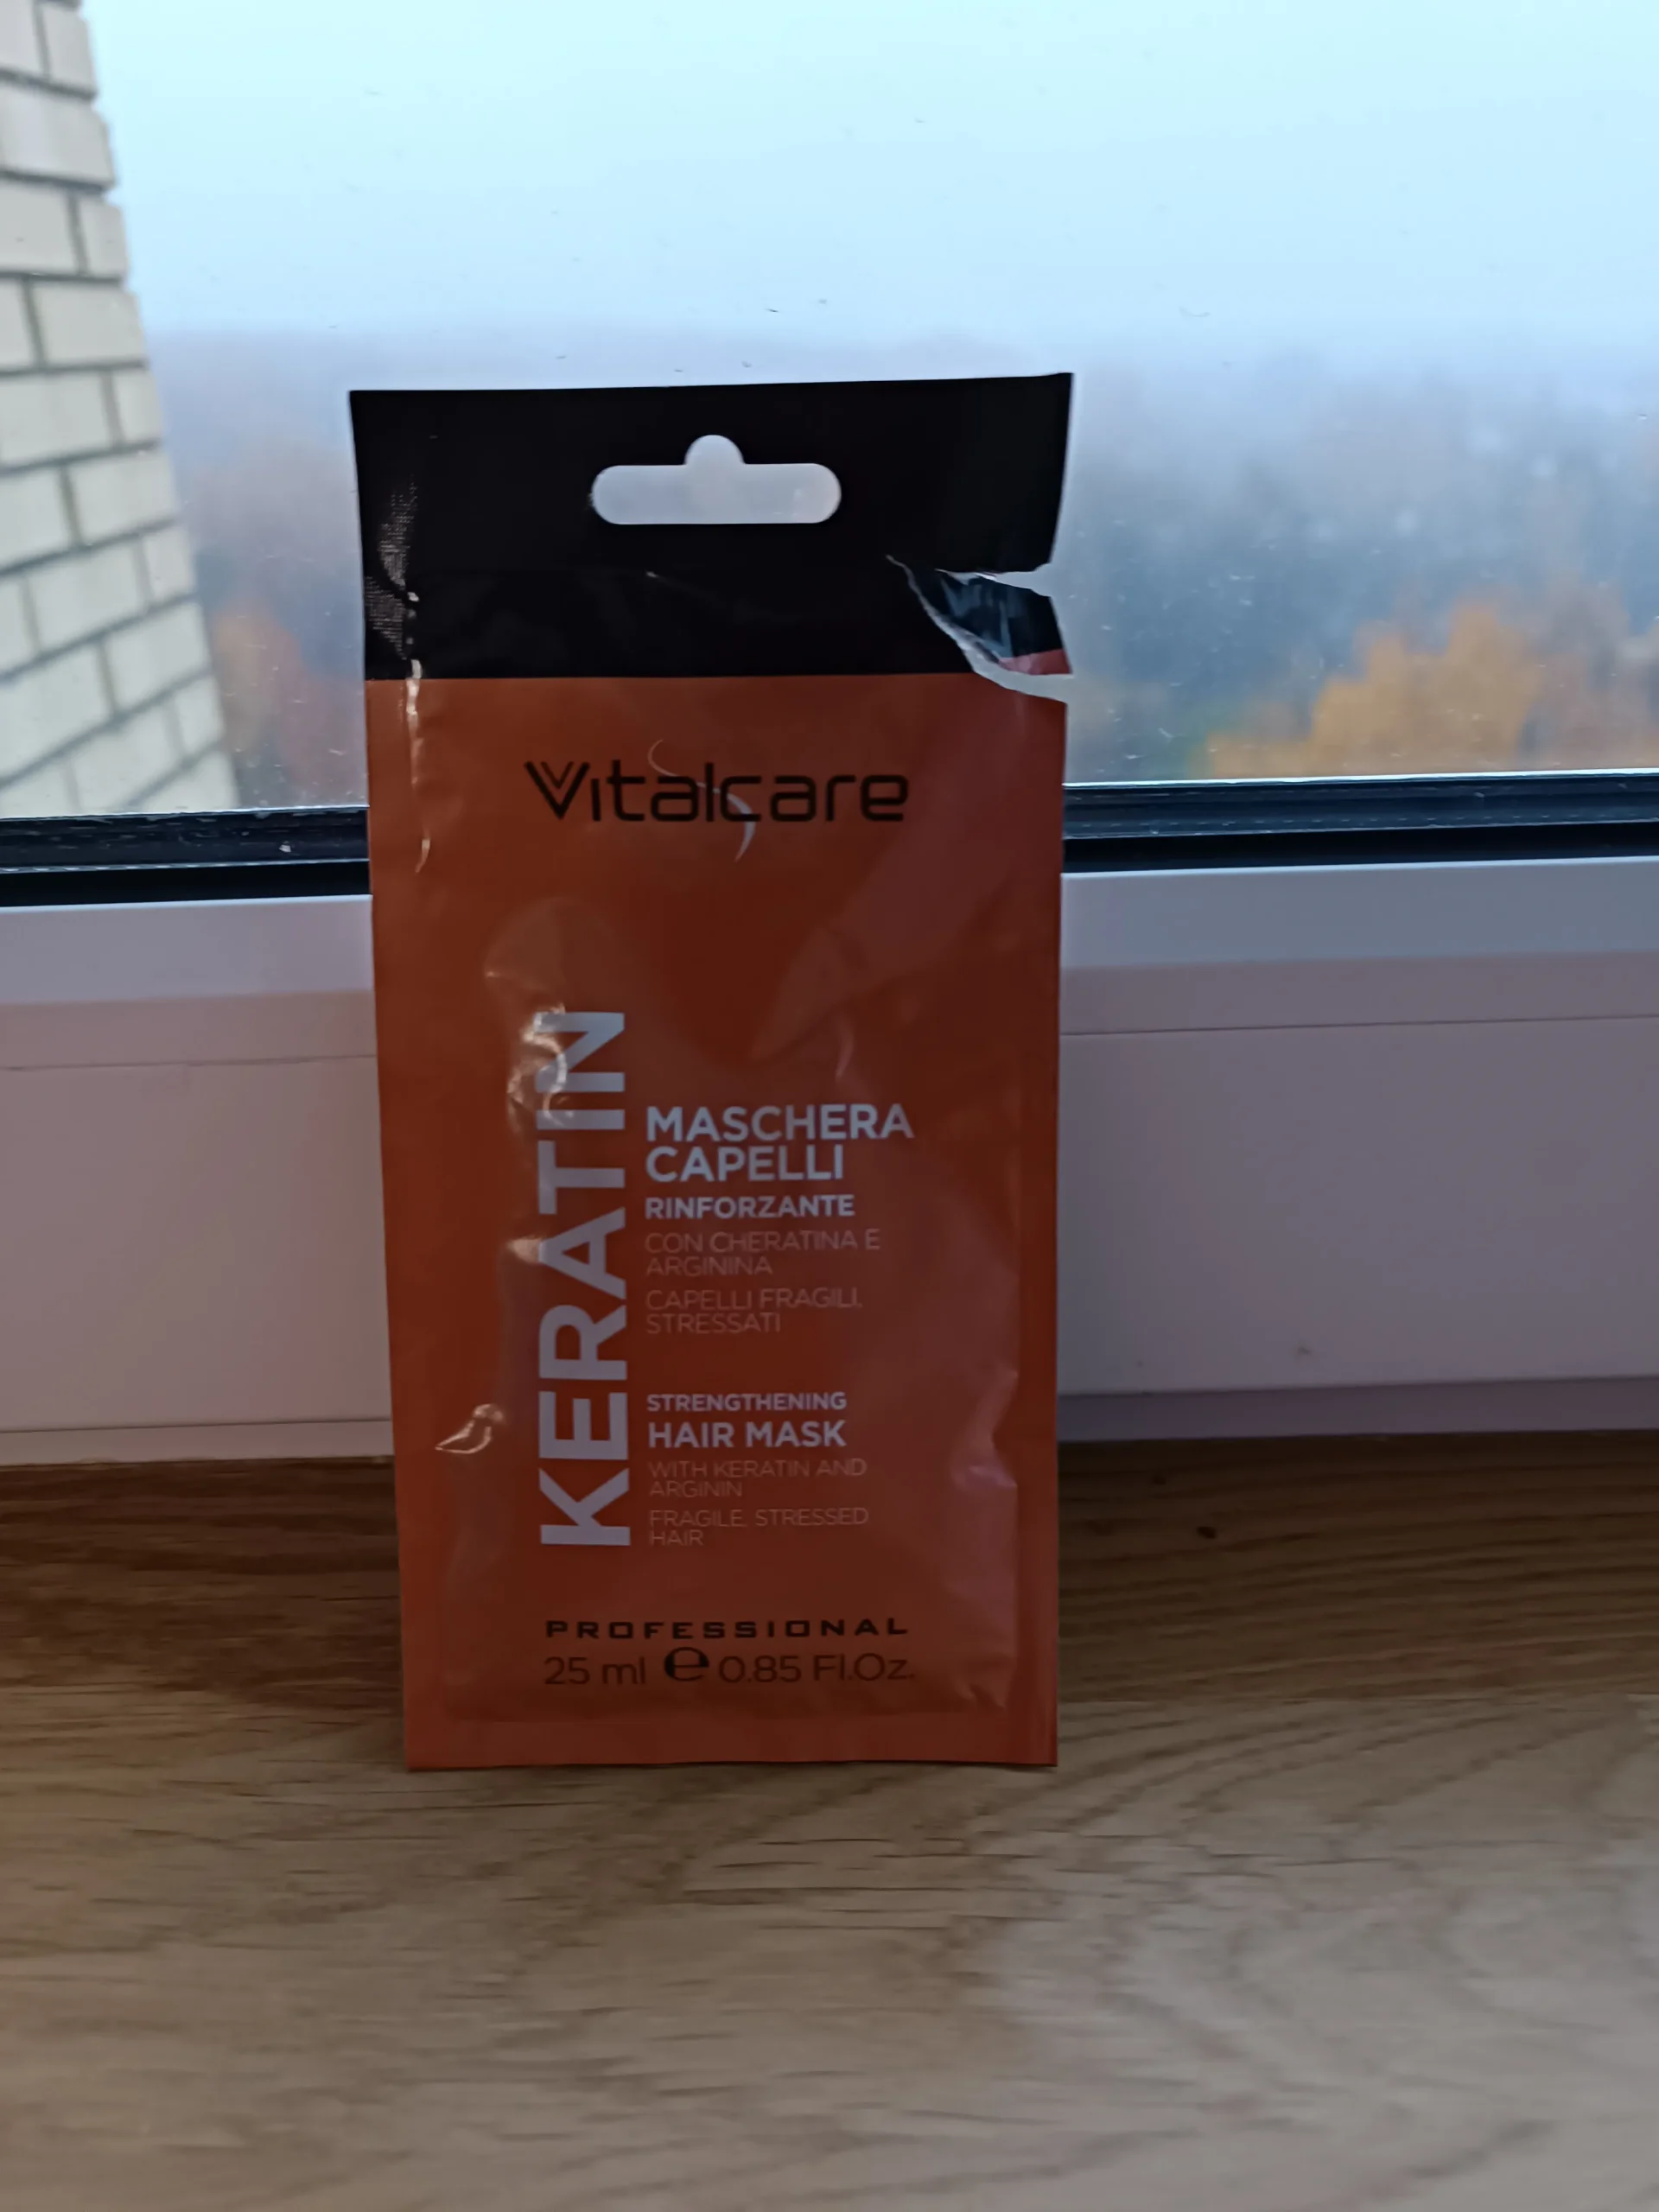 Vitalcare
KERATIN
MASCHERA
CAPELLI
RINFORZANTE
CON CHERATINA E
ARGININA
CAPELLI FRAGILI,
STRESSATI
STRENGTHENING
HAIR MASK
WITH KERATIN AND
ARGININ
FRAGILE, STRESSED
HAIR
PROFESSIONAL
25 ml e 0.85 Fl.Oz.